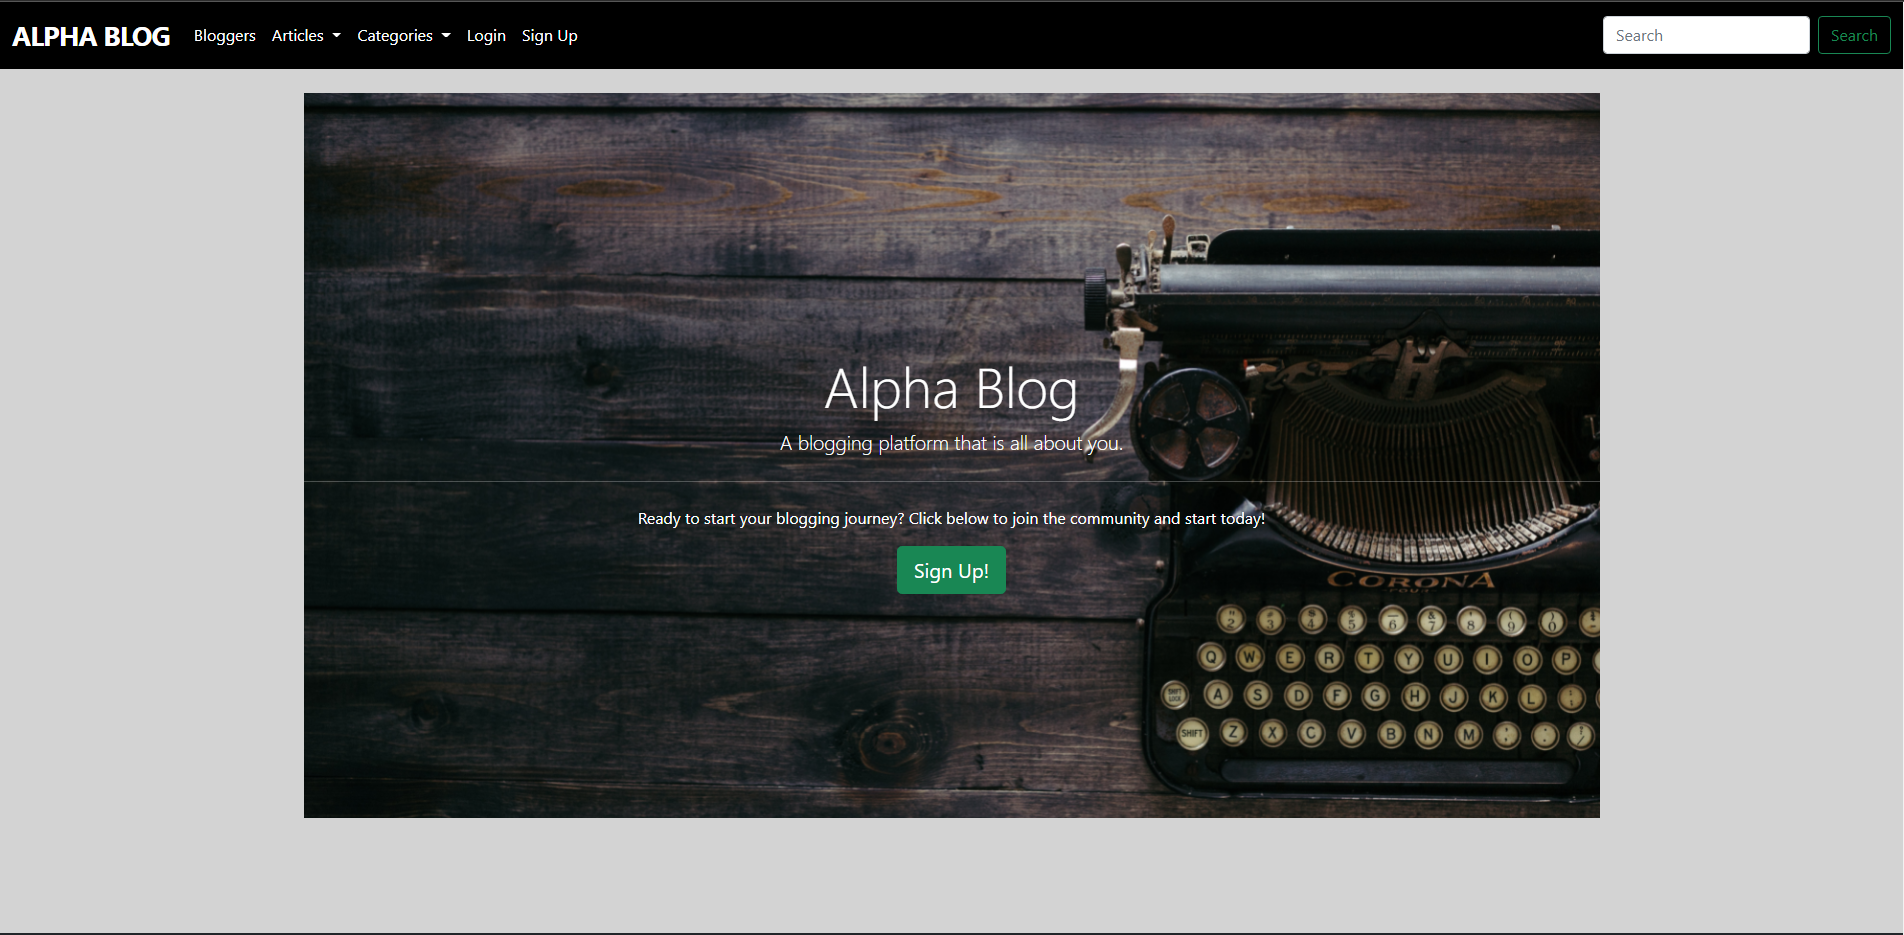 ALPHA BLOG Bloggers Articles Categories Login Sign Up Search Search
Alpha Blog
A blogging platform that is all about you.
Ready to start your blogging journey? Click below to join the community and start today!
Sign Up!
CORONA
2 3 4 5 6 7 8 9 0
Q W E R T Y U I O P
A S D F G H J K L
SHIFT Z X C V B N M